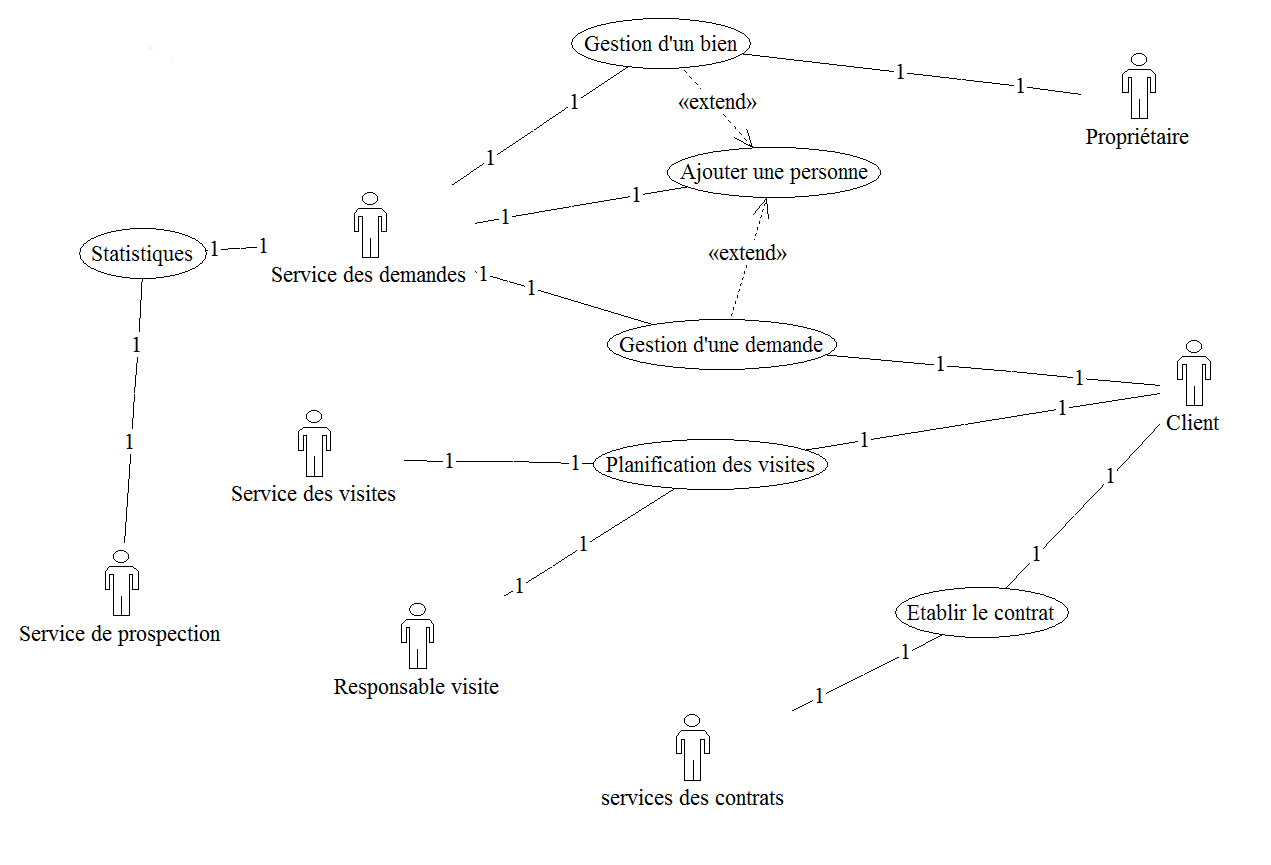 Gestion d'un bien
1
1
1
«extend»
Propriétaire
1
Ajouter une personne
1
1
Statistiques
1
1
Service des demandes
«extend»
1
1
Gestion d'une demande
1
1
1
Client
1
1
1
Service des visites
1
1
Planification des visites
1
1
1
1
Etablir le contrat
Service de prospection
Responsable visite
1
1
services des contrats